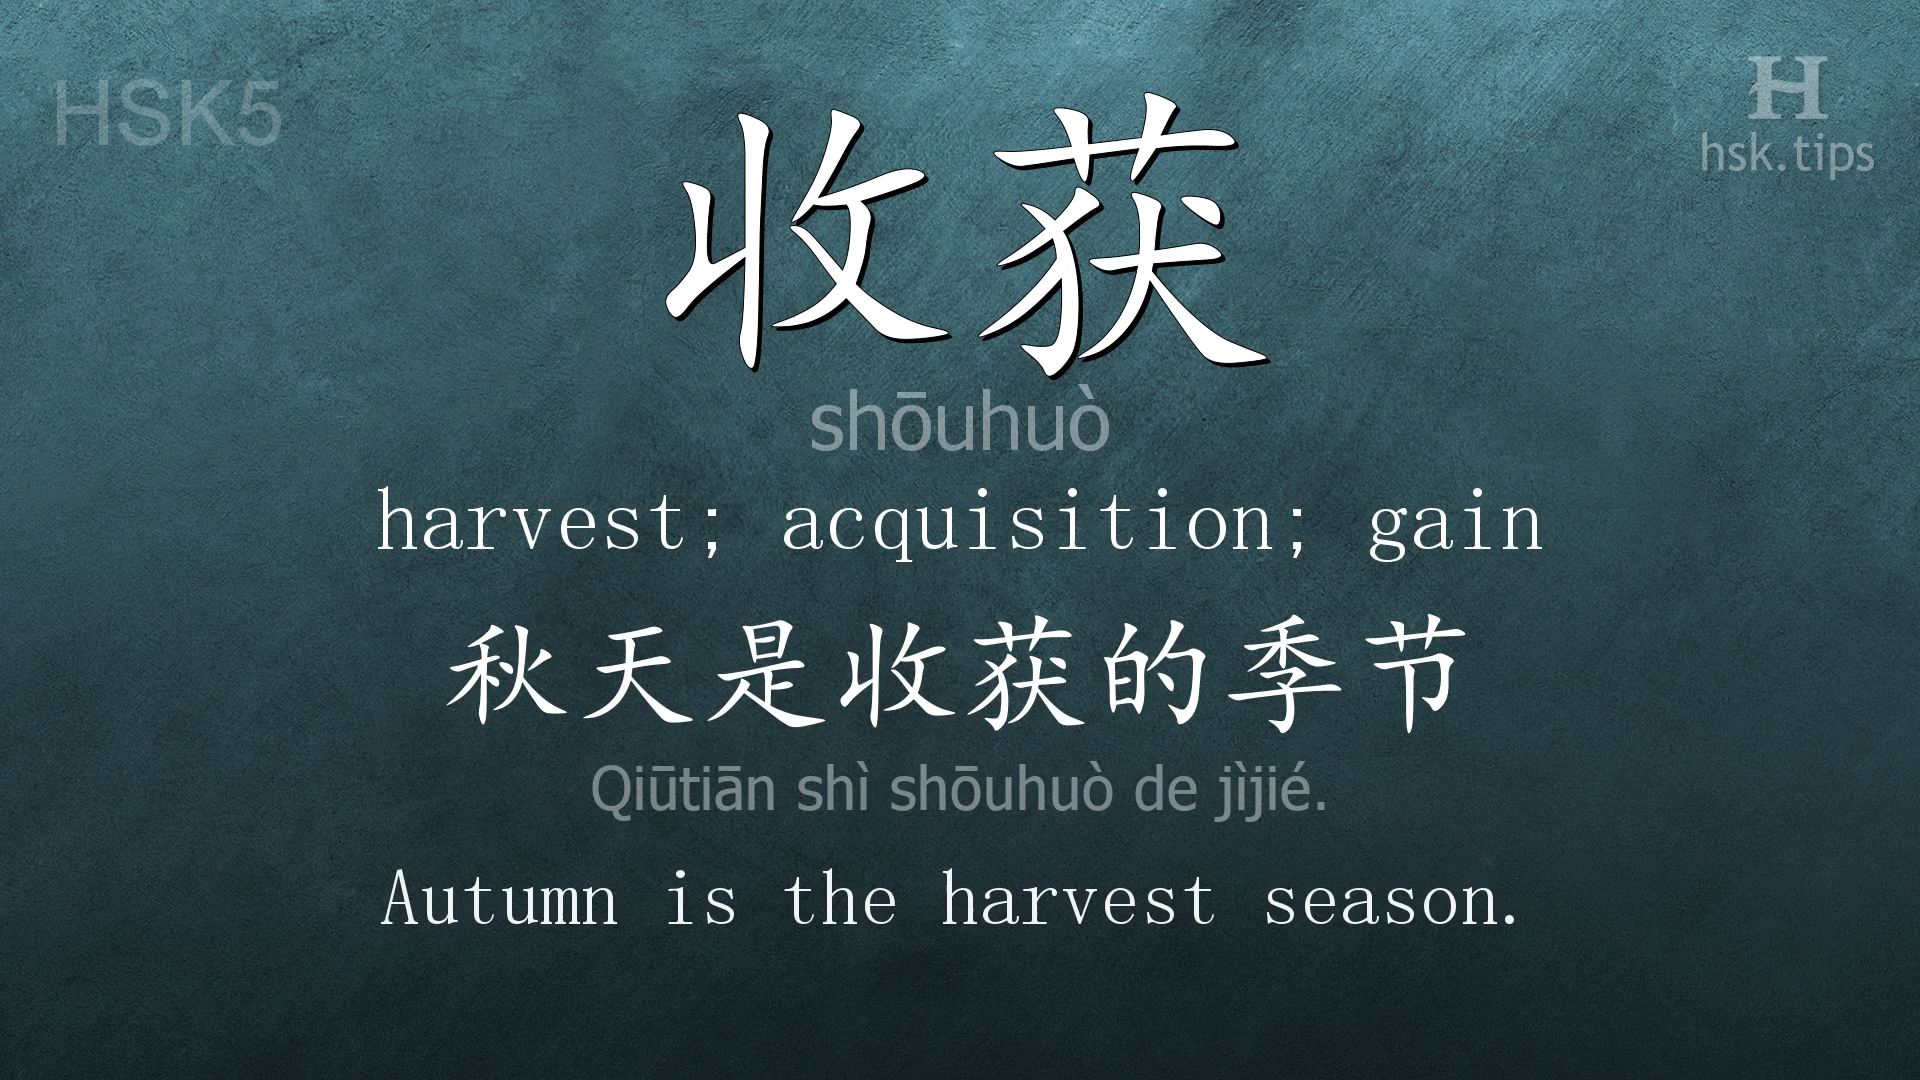 HSK5
H
hsk.tips
收获
shōuhuò
harvest; acquisition; gain
秋天是收获的季节
Qiūtiān shì shōuhuò de jìjié.
Autumn is the harvest season.